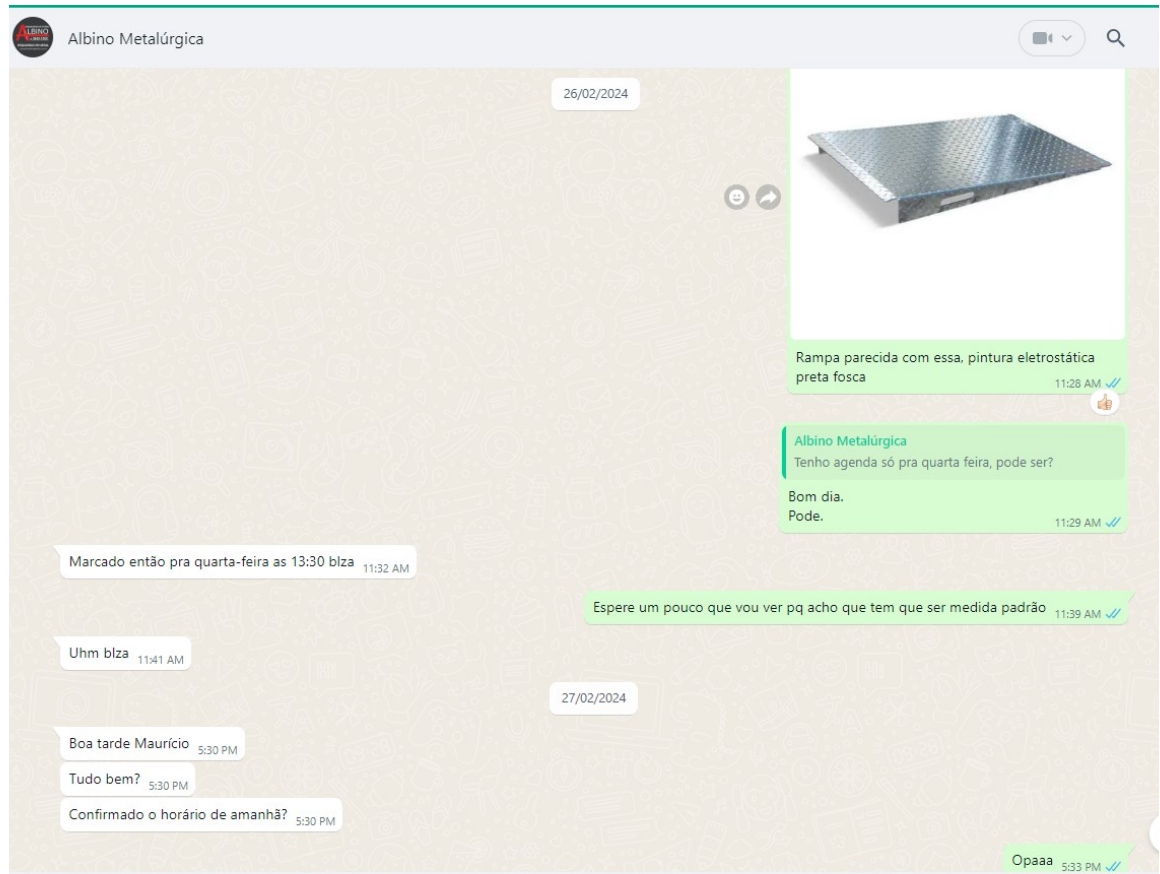 ALBINO
Albino Metalúrgica
26/02/2024
Rampa parecida com essa, pintura eletrostática
preta fosca
11:28 AM
Albino Metalúrgica
Tenho agenda só pra quarta feira, pode ser?
Bom dia.
Pode.
11:29 AM
Marcado então pra quarta-feira as 13:30 blza 11:32 AM
Espere um pouco que vou ver pq acho que tem que ser medida padrão 11:39 AM
Uhm blza 11:41 AM
27/02/2024
Boa tarde Maurício 5:30 PM
Tudo bem? 5:30 PM
Confirmado o horário de amanhã? 5:30 PM
Opaaa 5:33 PM